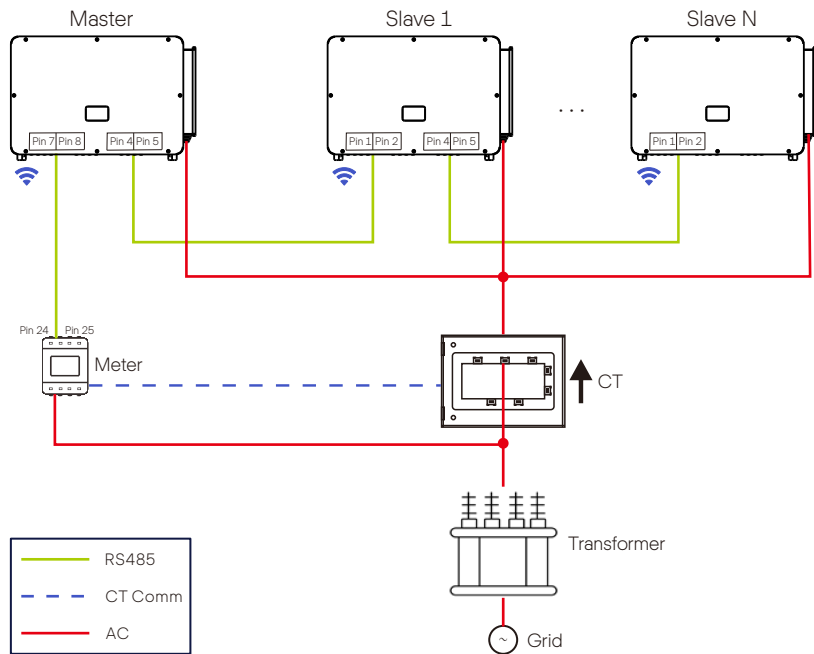 Master
Slave 1
Slave N
Pin 7 Pin 8
Pin 4 Pin 5
Pin 1 Pin 2
Pin 4 Pin 5
Pin 1 Pin 2
...
Pin 24 Pin 25
Meter
CT
Transformer
RS485
CT Comm
AC
~
Grid